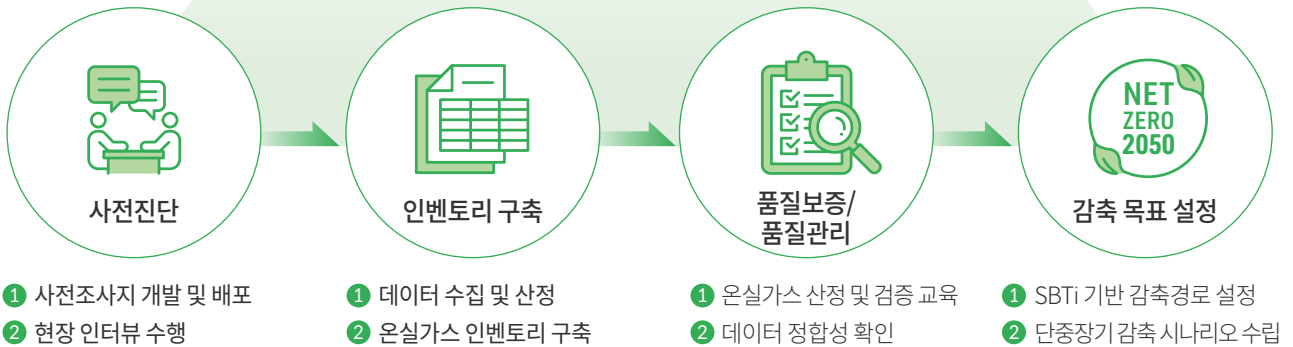 NET
ZERO
2050
사전진단
인벤토리 구축
품질보증/
품질관리
감축 목표 설정
1 사전조사지 개발 및 배포
2 현장 인터뷰 수행
1 데이터 수집 및 산정
2 온실가스 인벤토리 구축
1 온실가스 산정 및 검증 교육
2 데이터 정합성 확인
1 SBTi 기반 감축경로 설정
2 단중장기 감축 시나리오 수립